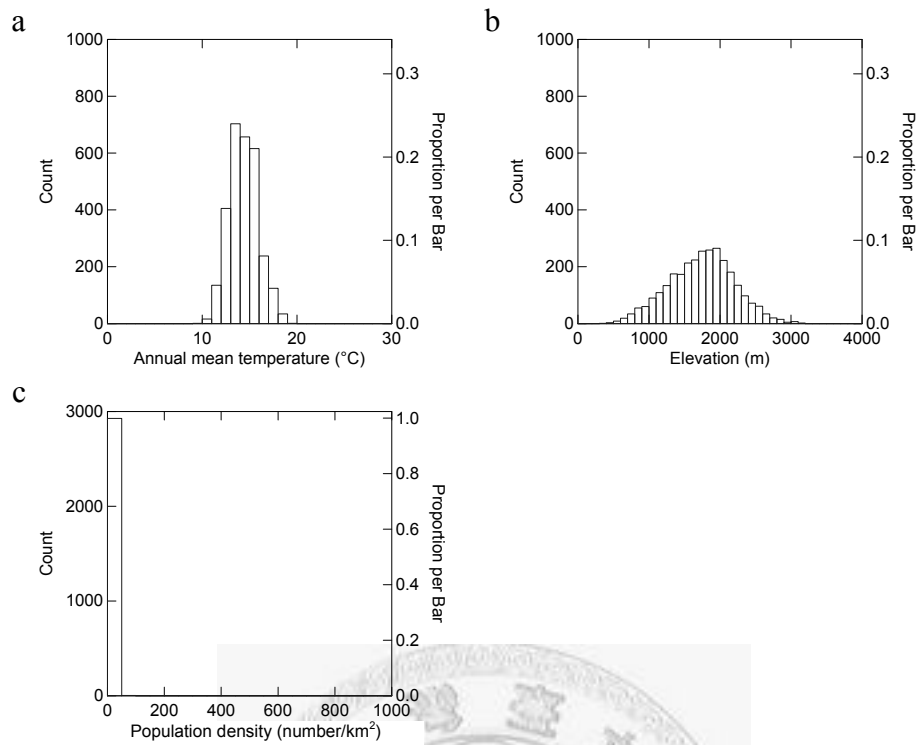 a
1000
800
600
400
200
0
Count
0.3
0.2
0.1
0.0
Proportion per Bar
0 10 20 30
Annual mean temperature (°C)
b
1000
800
600
400
200
0
Count
0.3
0.2
0.1
0.0
Proportion per Bar
0 1000 2000 3000 4000
Elevation (m)
c
3000
2000
1000
0
Count
1.0
0.8
0.6
0.4
0.2
0.0
Proportion per Bar
0 200 400 600 800 1000
Population density (number/km²)